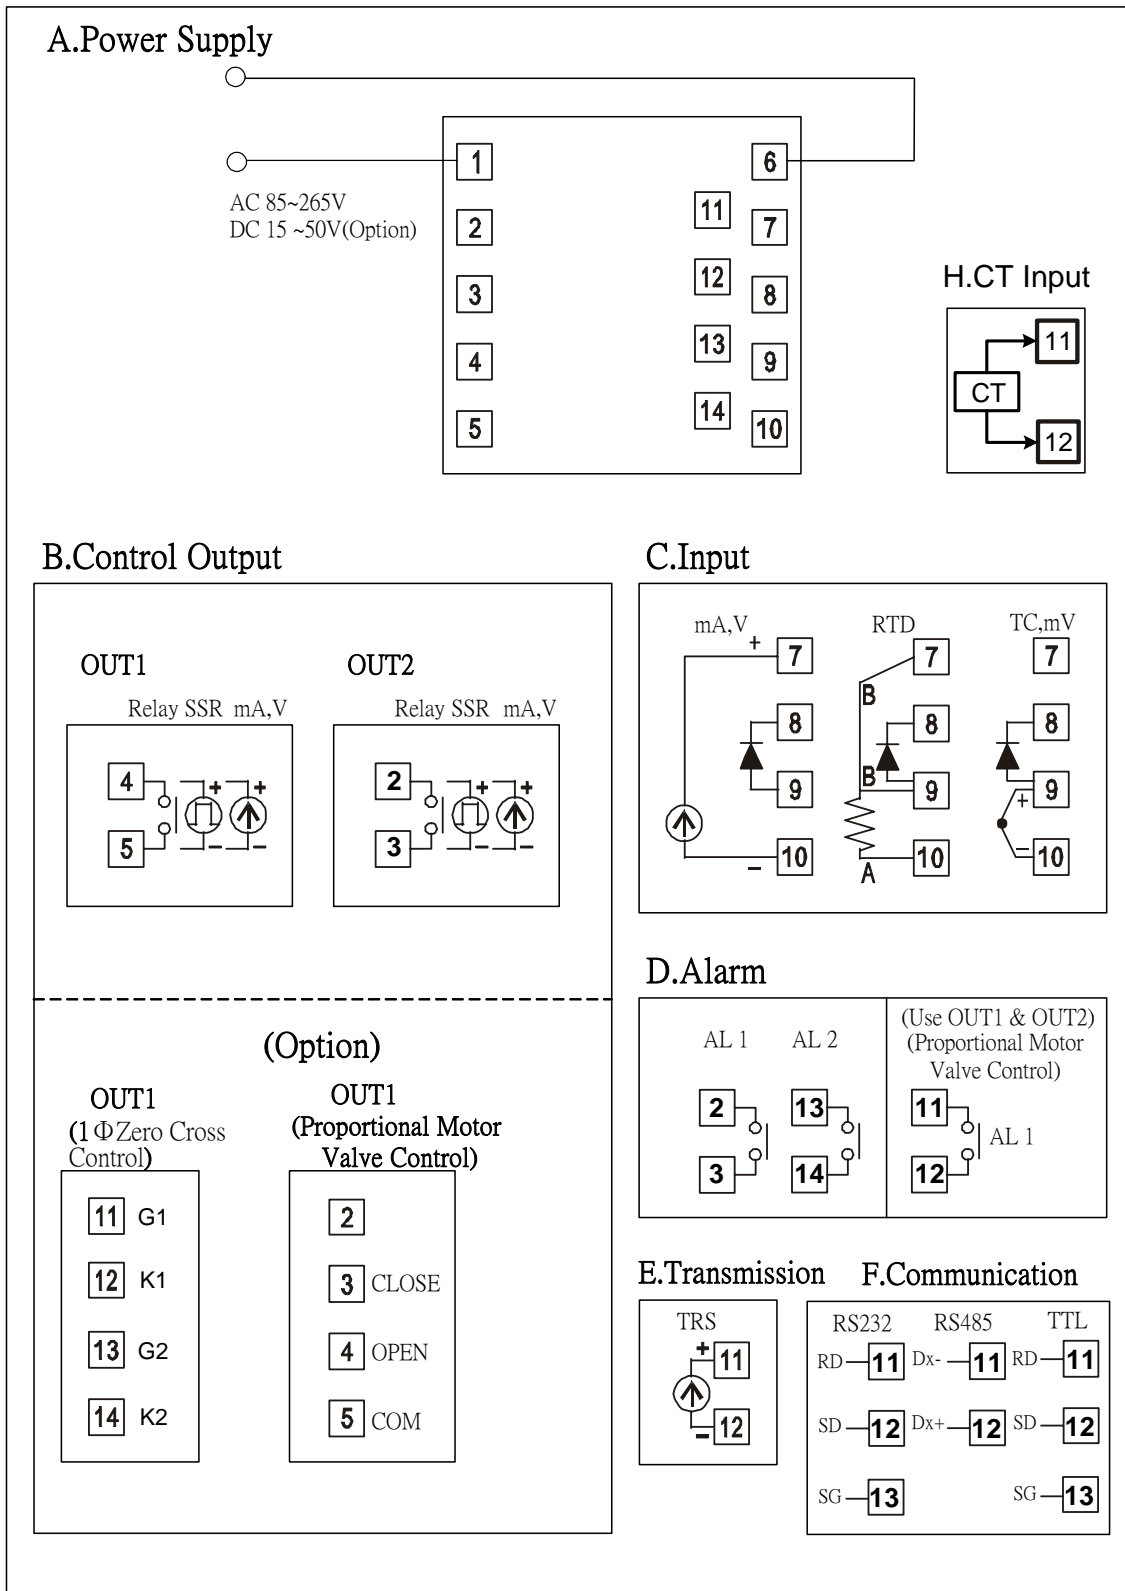 A.Power Supply
AC 85~265V
DC 15 ~50V(Option)
1
2
3
4
5
6
7
8
9
10
11
12
13
14
H.CT Input
CT
11
12
B.Control Output
OUT1
Relay SSR mA,V
4
5
+
+
−
−
OUT2
Relay SSR mA,V
2
3
+
+
−
−
(Option)
OUT1
(1ΦZero Cross
Control)
11 G1
12 K1
13 G2
14 K2
OUT1
(Proportional Motor
Valve Control)
2
3 CLOSE
4 OPEN
5 COM
C.Input
mA,V
+
7
8
9
−
10
RTD
7
B
8
B
9
A
10
TC,mV
7
8
9
+
−
10
D.Alarm
AL 1
2
3
AL 2
13
14
(Use OUT1 & OUT2)
(Proportional Motor
Valve Control)
11
AL 1
12
E.Transmission
TRS
+
11
−
12
F.Communication
RS232 RS485 TTL
RD 11 Dx- 11 RD 11
SD 12 Dx+ 12 SD 12
SG 13 SG 13